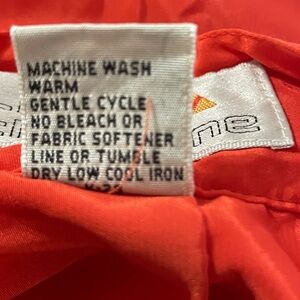 MACHINE WASH
WARM
GENTLE CYCLE
NO BLEACH OR
FABRIC SOFTENER
LINE OR TUMBLE
DRY LOW COOL IRON